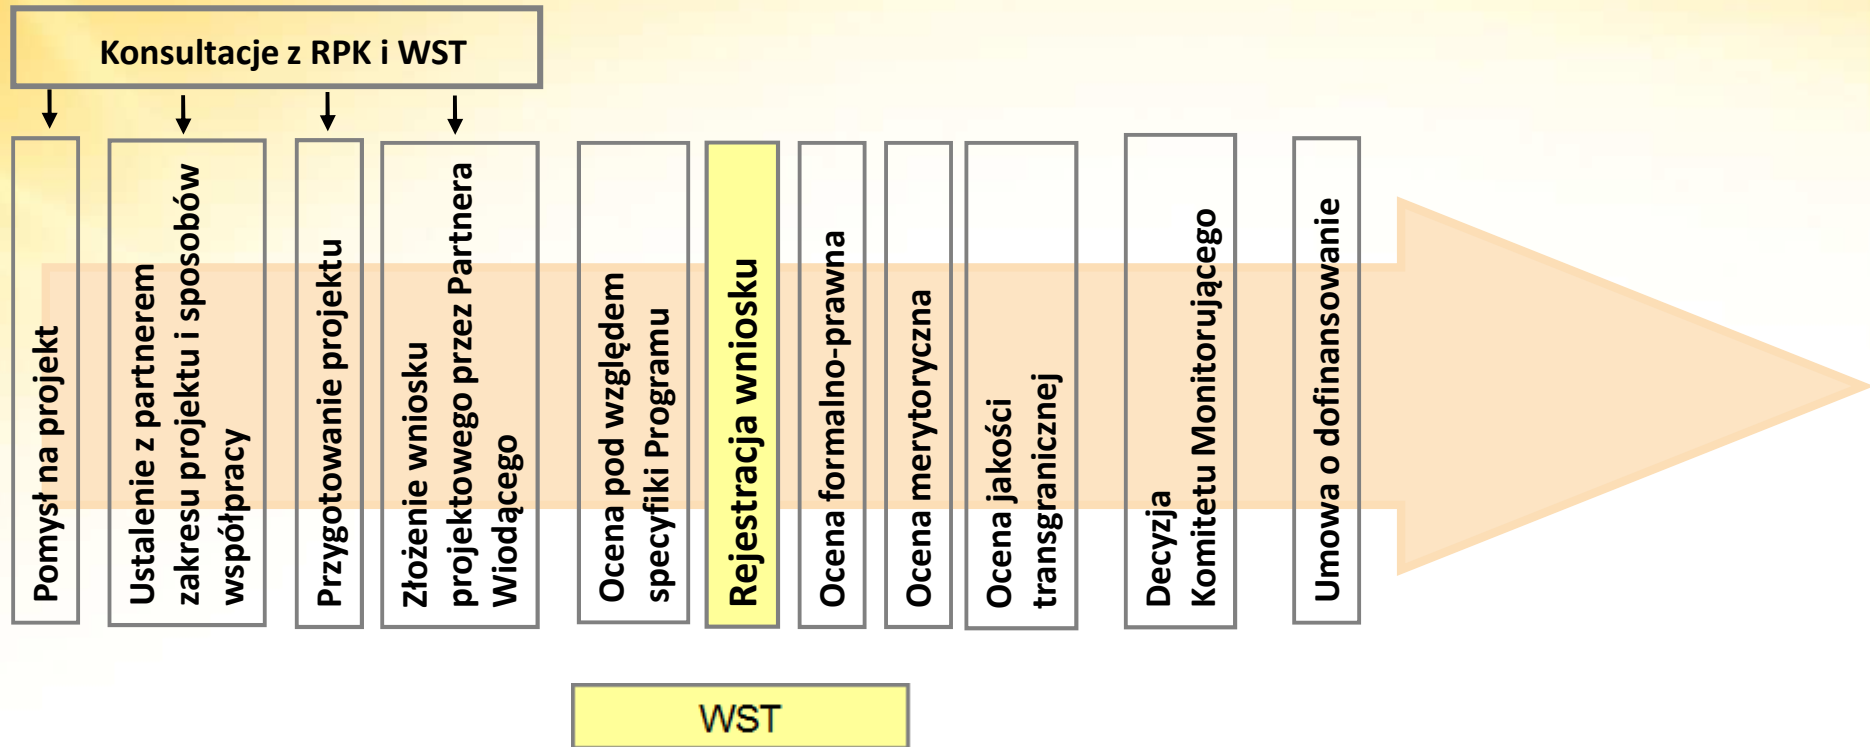 Konsultacje z RPK i WST
Pomysł na projekt
Ustalenie z partnerem
zakresu projektu i sposobów
współpracy
Przygotowanie projektu
Złożenie wniosku
projektowego przez Partnera
Wiodącego
Ocena pod względem
specyfiki Programu
Rejestracja wniosku
Ocena formalno-prawna
Ocena merytoryczna
Ocena jakości
transgranicznej
Decyzja
Komitetu Monitorującego
Umowa o dofinansowanie
WST